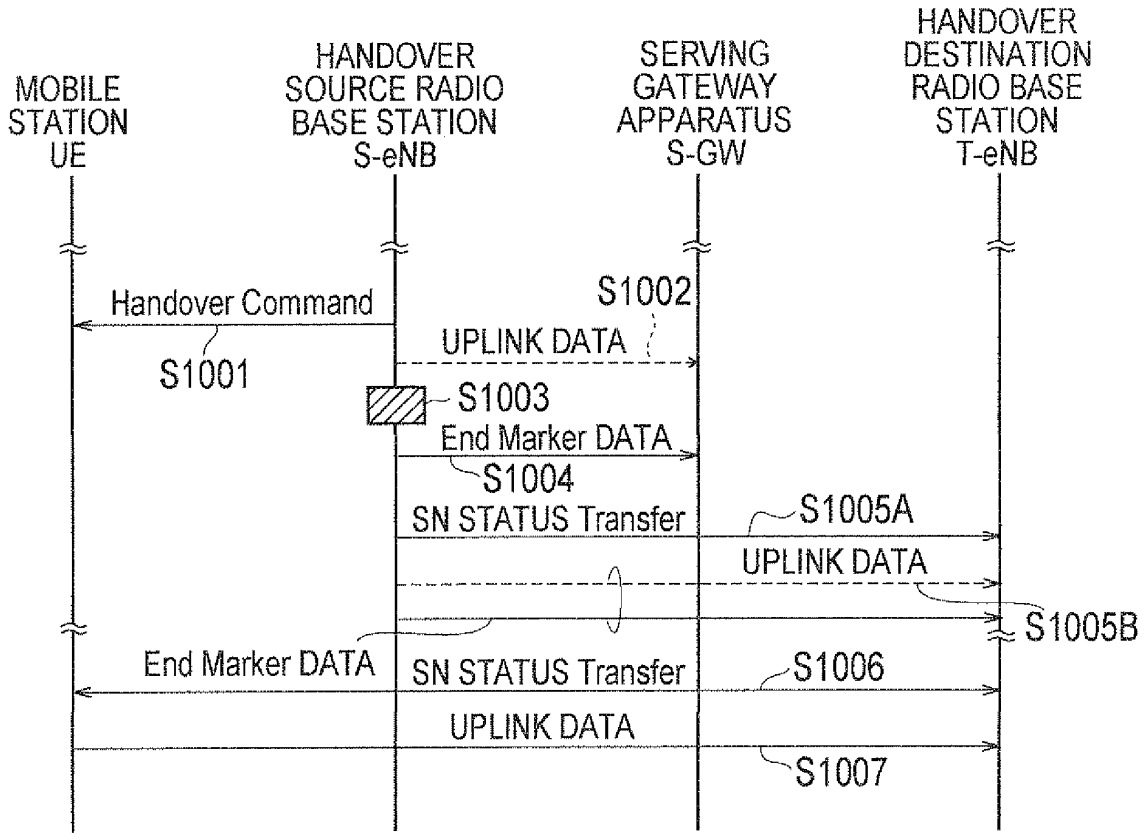 MOBILE
STATION
UE
HANDOVER
SOURCE RADIO
BASE STATION
S-eNB
SERVING
GATEWAY
APPARATUS
S-GW
HANDOVER
DESTINATION
RADIO BASE
STATION
T-eNB
Handover Command
S1001
S1002
UPLINK DATA
S1003
End Marker DATA
S1004
SN STATUS Transfer
S1005A
UPLINK DATA
S1005B
End Marker DATA
SN STATUS Transfer
S1006
UPLINK DATA
S1007